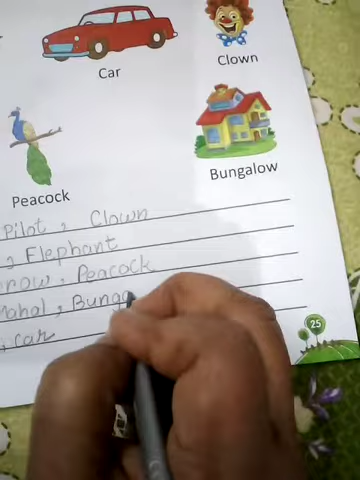 Car
Clown
Peacock
Bungalow
Pilot, Clown
, Elephant
, Peacock
Mahal, Bunga
, car
25